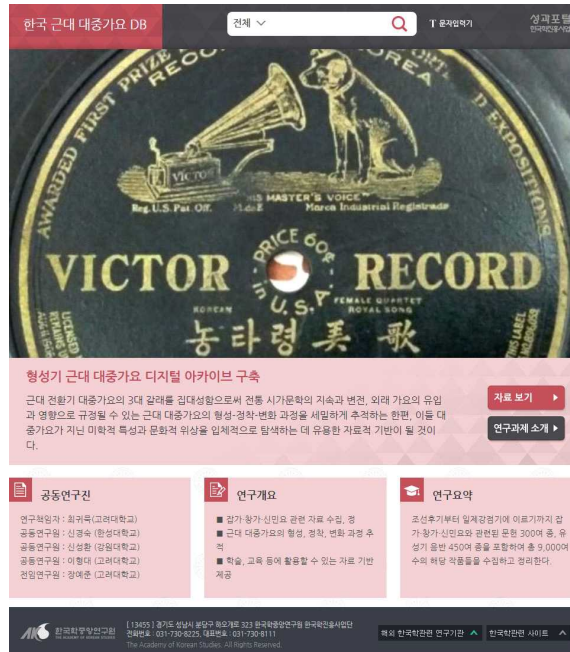 한국 근대 대중가요 DB
전체
T 문자입력기
성과포털
한국학진흥사업
AWARDED FIRST PRIZE
RECO
OREA
D EXPOSITIONS
VICTOR
HIS MASTER'S VOICE
Reg. U.S. Pat. Off. M. de F. Marca Industrial Registrada
PRICE 60¢
VICTOR RECORD
in U.S.A.
KOREAN
FEMALE QUARTET
ROYAL SONG
농타령 美 歌
형성기 근대 대중가요 디지털 아카이브 구축
근대 전환기 대중가요의 3대 갈래를 집대성함으로써 전통 시가문학의 지속과 변전, 외래 가요의 유입
과 영향으로 규정될 수 있는 근대 대중가요의 형성-정착-변화 과정을 세밀하게 추적하는 한편, 이들 대
중가요가 지닌 미학적 특성과 문화적 위상을 입체적으로 탐색하는 데 유용한 자료적 기반이 될 것이
다.
자료 보기
연구과제 소개
공동연구진
연구책임자 : 최귀묵(고려대학교)
공동연구원 : 신경숙 (한성대학교)
공동연구원 : 신성환 (강원대학교)
공동연구원 : 이형대 (고려대학교)
전임연구원 : 장예준 (고려대학교)
연구개요
■ 잡가·창가·신민요 관련 자료 수집, 정
■ 근대 대중가요의 형성, 정착, 변화 과정 추
적
■ 학술, 교육 등에 활용할 수 있는 자료 기반
제공
연구요약
조선후기부터 일제강점기에 이르기까지 잡
가·창가·신민요와 관련된 문헌 300여 종, 유
성기 음반 450여 종을 포함하여 총 9,000여
수의 해당 작품들을 수집하고 정리한다.
한국학중앙연구원
THE ACADEMY OF KOREAN STUDIES
[ 13455 ] 경기도 성남시 분당구 하오개로 323 한국학중앙연구원 한국학진흥사업단
전화번호 : 031-730-8225, 대표번호 : 031-730-8111
The Academy of Korean Studies. All Rights Reserved.
해외 한국학관련 연구기관
한국학관련 사이트